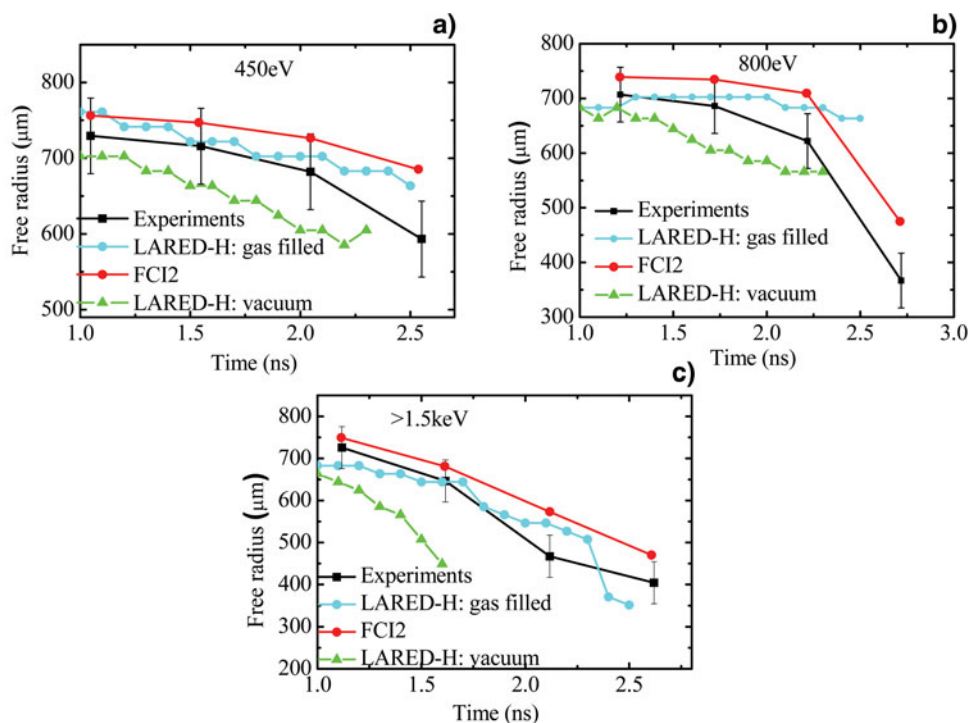 a)
450eV
Free radius (μm)
800
700
600
500
Experiments
LARED-H: gas filled
FCI2
LARED-H: vacuum
1.0 1.5 2.0 2.5
Time (ns)
b)
800eV
Free radius (μm)
800
700
600
500
400
300
Experiments
LARED-H: gas filled
FCI2
LARED-H: vacuum
1.0 1.5 2.0 2.5 3.0
Time (ns)
c)
>1.5keV
Free radius (μm)
800
700
600
500
400
300
200
Experiments
LARED-H: gas filled
FCI2
LARED-H: vacuum
1.0 1.5 2.0 2.5
Time (ns)